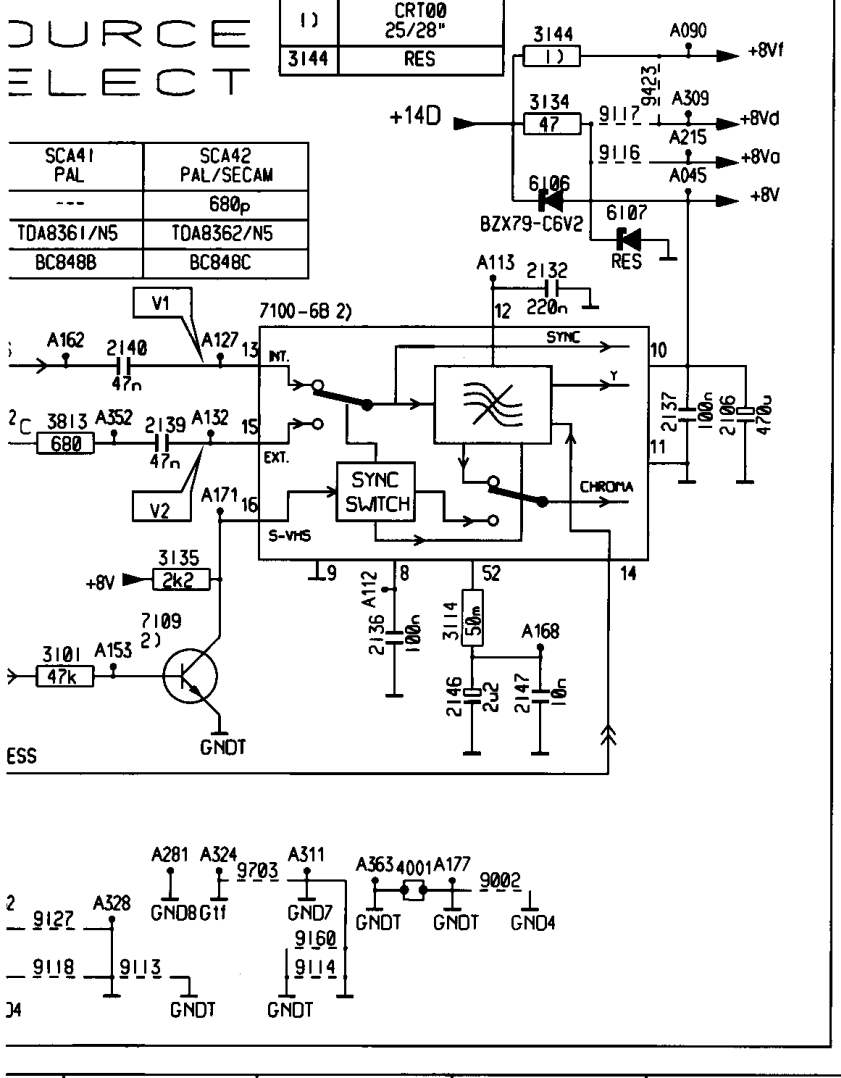 1)
CRT00
25/28"
3144
RES
OURCE
ELECT
SCA41
PAL
SCA42
PAL/SECAM
---
680p
TDA8361/N5
TDA8362/N5
BC848B
BC848C
+14D
3144
1)
A090
+8Vf
9423
3134
47
9117
A309
+8Vd
9116
A215
+8Va
A045
+8V
6106
BZX79-C6V2
6107
RES
A113
2132
220n
V1
7100-6B 2)
12
SYNC
A162
2140
47n
A127
13
INT.
10
Y
2C
3813
680
A352
2139
47n
A132
15
EXT.
2137
100n
2106
470u
11
SYNC
SWITCH
CHROMA
V2
A171
16
S-VHS
3135
2k2
+8V
9
8
52
14
A112
2136
100n
3114
50m
A168
7109
2)
3101
47k
A153
2146
2u2
2147
10n
GNDT
ESS
A281
A324
9703
A311
A363
4001
A177
9002
GND8
G1f
GND7
GNDT
GNDT
GND4
2
9127
A328
9160
9118
9113
9114
D4
GNDT
GNDT